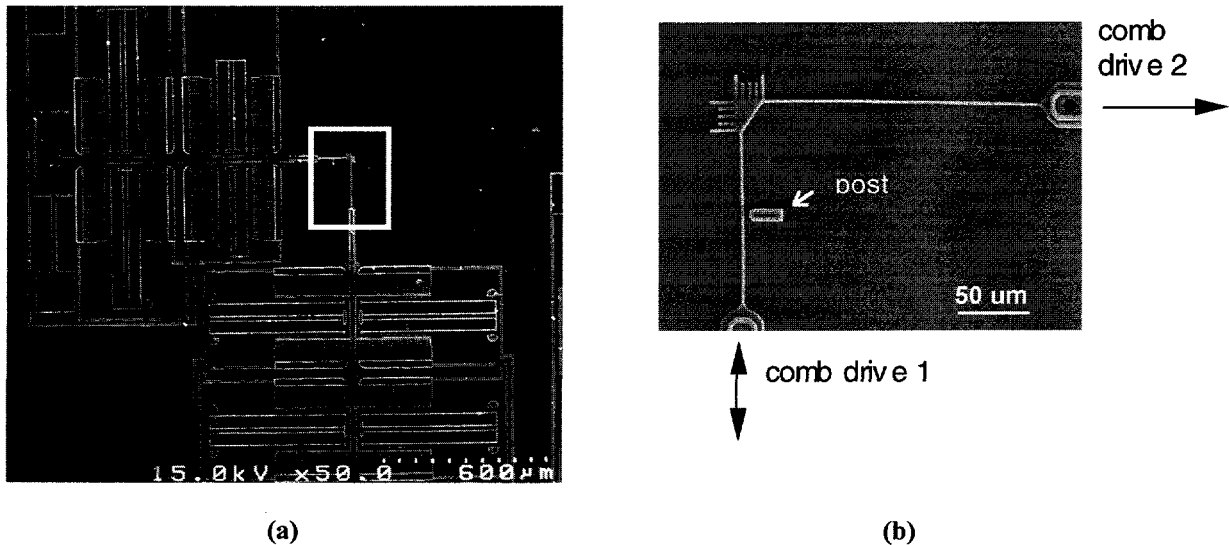 15.0kV x50.0 600µm
(a)
comb
drive 2
post
50 um
comb drive 1
(b)